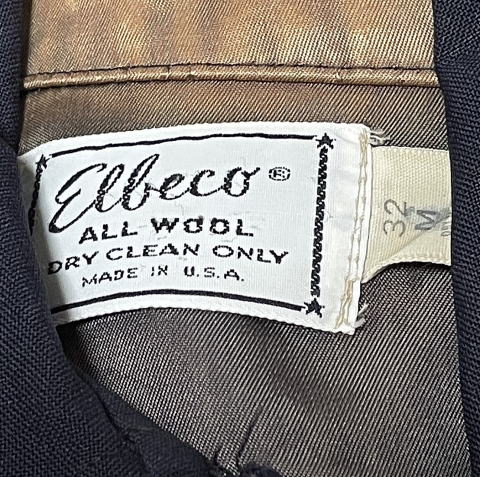 Elbeco ®
ALL WOOL
DRY CLEAN ONLY
MADE IN U.S.A.
32
M